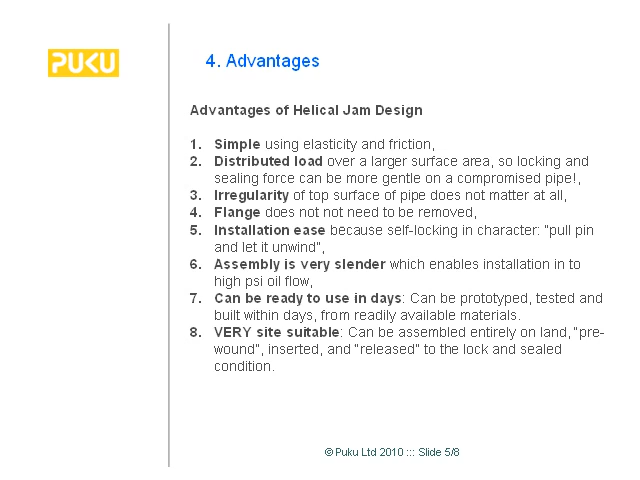 PUKU
4. Advantages
Advantages of Helical Jam Design
1. Simple using elasticity and friction,
2. Distributed load over a larger surface area, so locking and
sealing force can be more gentle on a compromised pipe!,
3. Irregularity of top surface of pipe does not matter at all,
4. Flange does not not need to be removed,
5. Installation ease because self-locking in character: “pull pin
and let it unwind”,
6. Assembly is very slender which enables installation in to
high psi oil flow,
7. Can be ready to use in days: Can be prototyped, tested and
built within days, from readily available materials.
8. VERY site suitable: Can be assembled entirely on land, “pre-
wound”, inserted, and “released” to the lock and sealed
condition.
© Puku Ltd 2010 ::: Slide 5/8